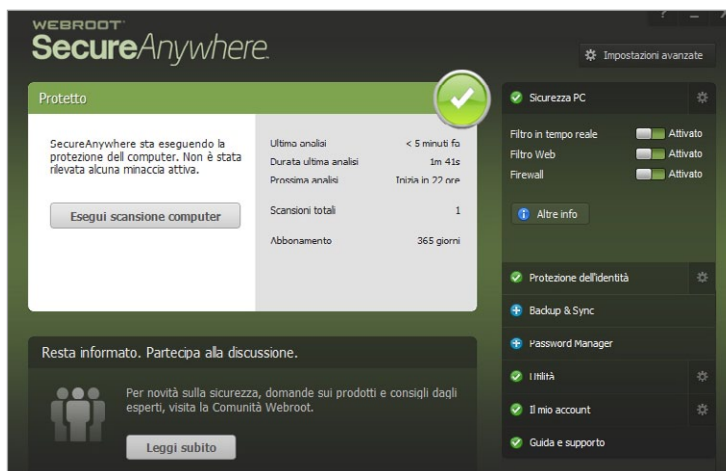 WEBROOT
SecureAnywhere
Impostazioni avanzate
Protetto
SecureAnywhere sta eseguendo la
protezione dell computer. Non è stata
rilevata alcuna minaccia attiva.
Esegui scansione computer
Ultima analisi < 5 minuti fa
Durata ultima analisi 1m 41s
Prossima analisi Inizia in 22 ore
Scansioni totali 1
Abbonamento 365 giorni
Resta informato. Partecipa alla discussione.
Per novità sulla sicurezza, domande sui prodotti e consigli dagli
esperti, visita la Comunità Webroot.
Leggi subito
Sicurezza PC
Filtro in tempo reale Attivato
Filtro Web Attivato
Firewall Attivato
Altre info
Protezione dell'identità
Backup & Sync
Password Manager
Utilità
Il mio account
Guida e supporto